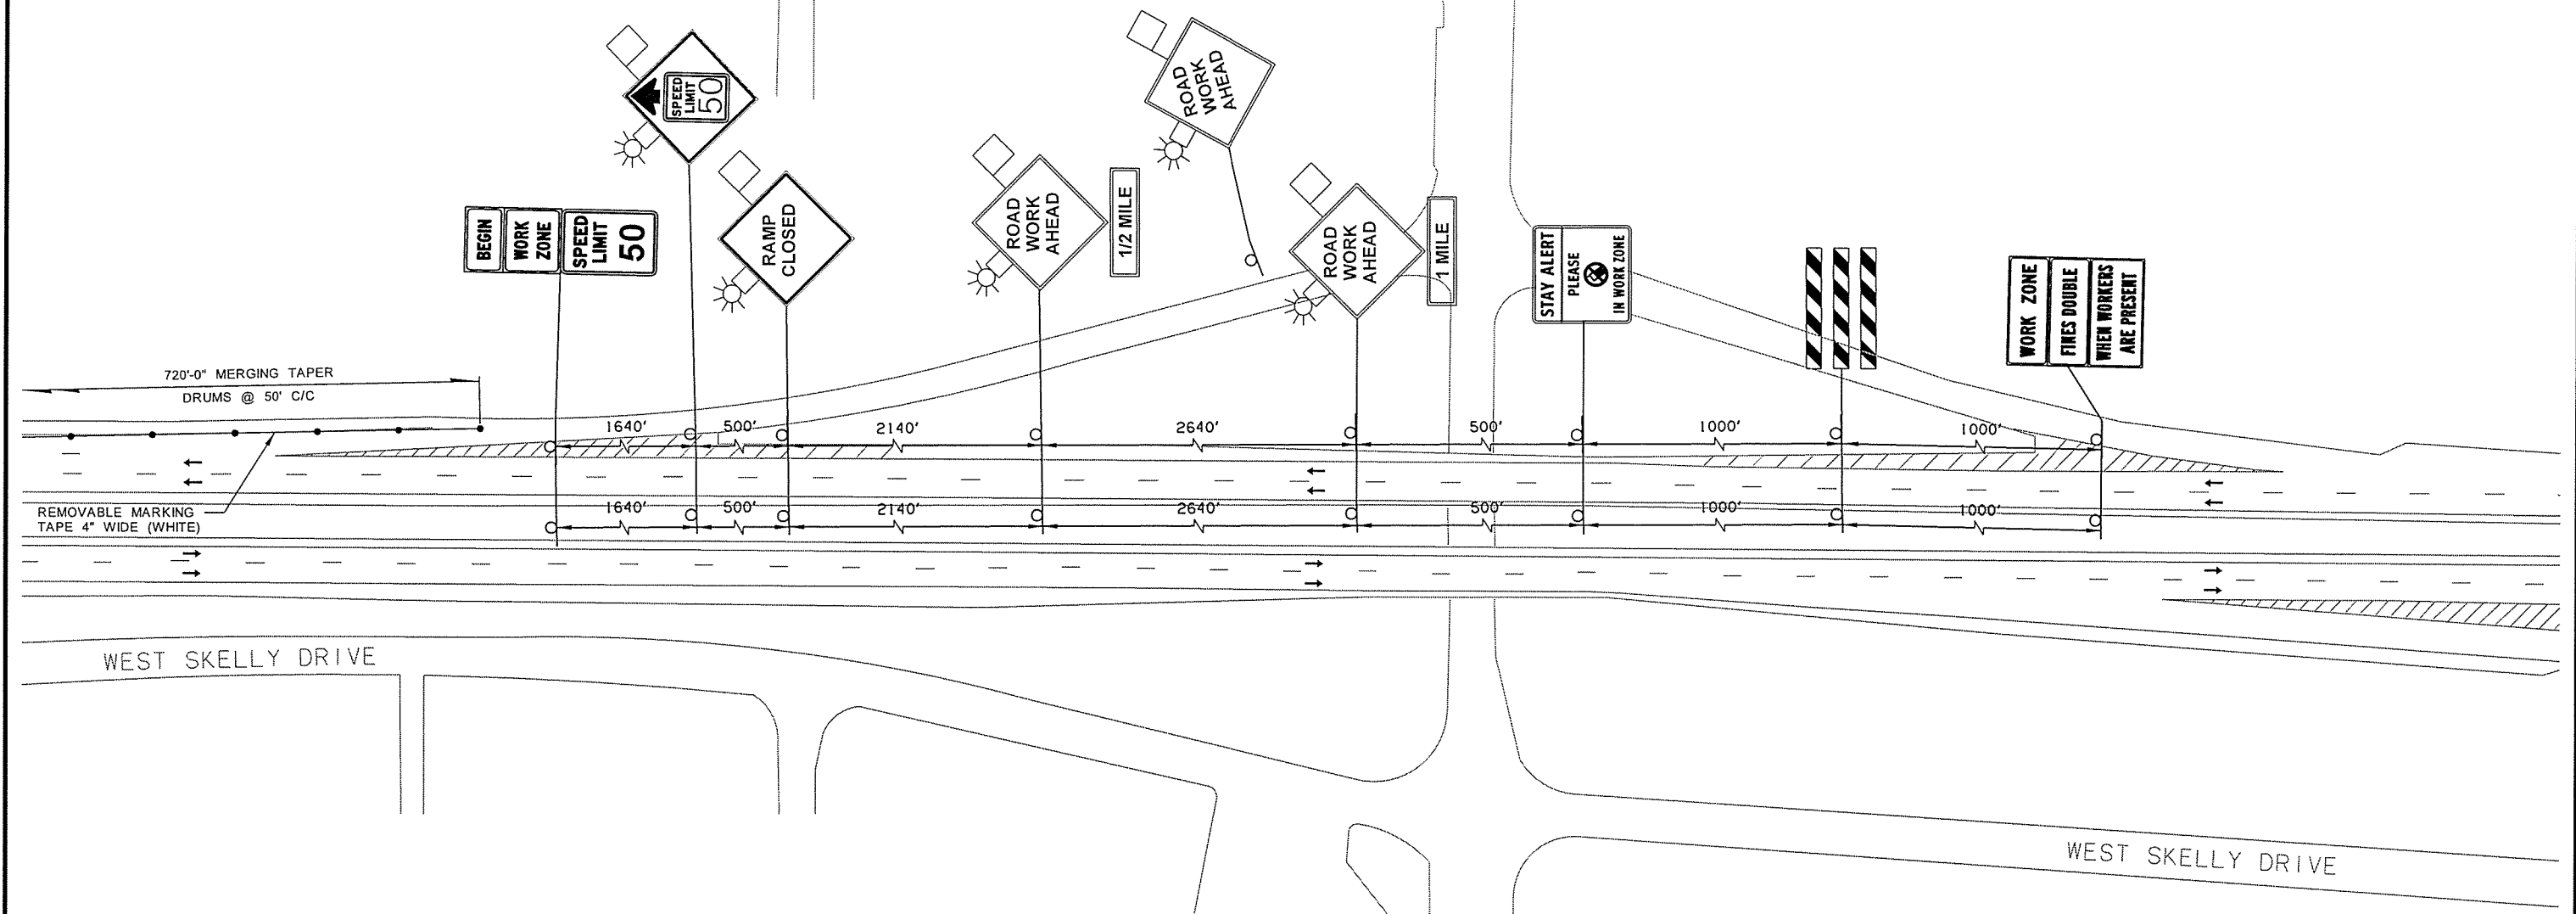 SPEED
LIMIT
50
ROAD
WORK
AHEAD
BEGIN
WORK
ZONE
SPEED
LIMIT
50
RAMP
CLOSED
ROAD
WORK
AHEAD
1/2 MILE
ROAD
WORK
AHEAD
1 MILE
STAY ALERT
PLEASE
IN WORK ZONE
WORK ZONE
FINES DOUBLE
WHEN WORKERS
ARE PRESENT
720'-0" MERGING TAPER
DRUMS @ 50' C/C
1640'
500'
2140'
2640'
500'
1000'
1000'
REMOVABLE MARKING
TAPE 4" WIDE (WHITE)
1640'
500'
2140'
2640'
500'
1000'
1000'
WEST SKELLY DRIVE
WEST SKELLY DRIVE